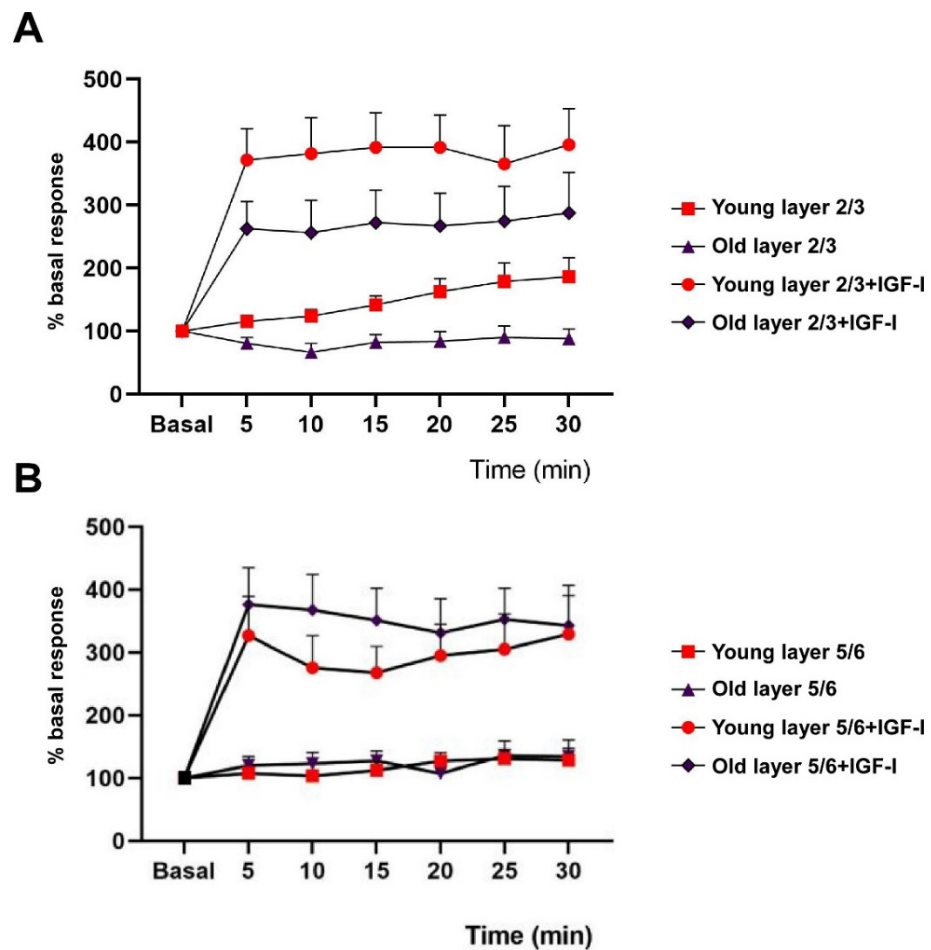 A
% basal response
500
400
300
200
100
0
Basal 5 10 15 20 25 30
Time (min)
Young layer 2/3
Old layer 2/3
Young layer 2/3+IGF-I
Old layer 2/3+IGF-I
B
% basal response
500
400
300
200
100
0
Basal 5 10 15 20 25 30
Time (min)
Young layer 5/6
Old layer 5/6
Young layer 5/6+IGF-I
Old layer 5/6+IGF-I